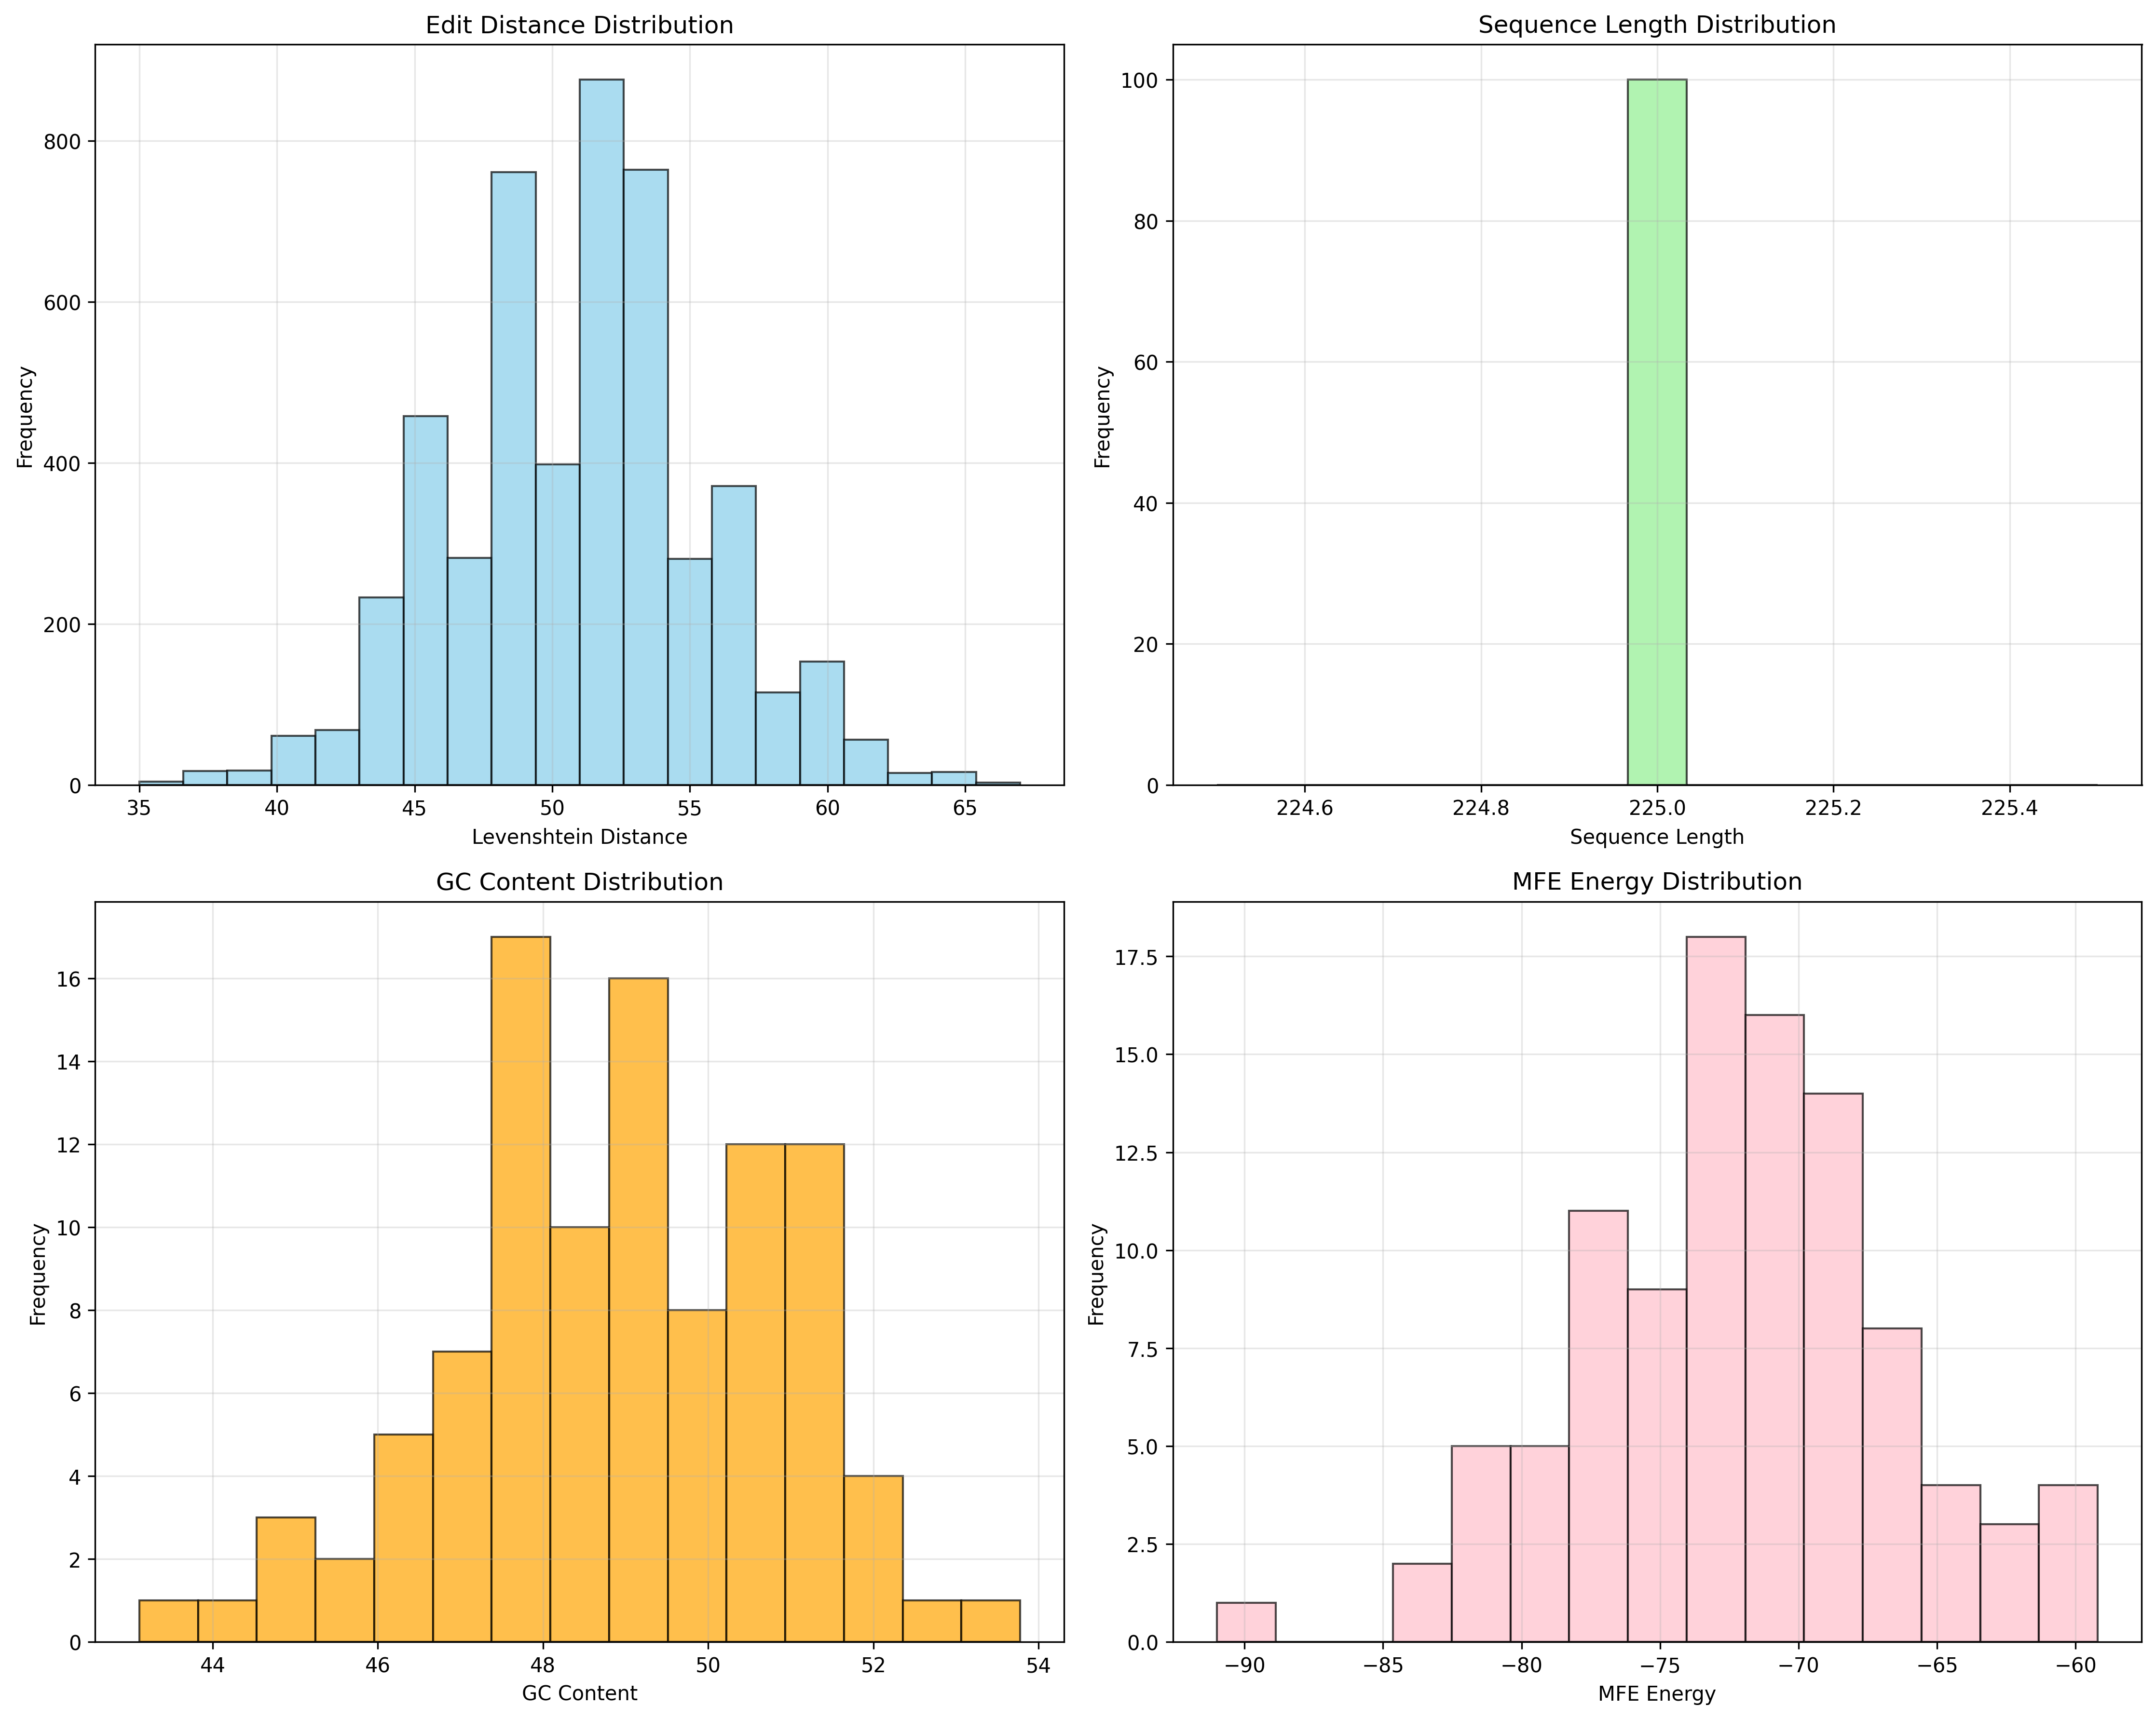 Edit Distance Distribution
Frequency
800
600
400
200
0
35 40 45 50 55 60 65
Levenshtein Distance
Sequence Length Distribution
Frequency
100
80
60
40
20
0
224.6 224.8 225.0 225.2 225.4
Sequence Length
GC Content Distribution
Frequency
16
14
12
10
8
6
4
2
0
44 46 48 50 52 54
GC Content
MFE Energy Distribution
Frequency
17.5
15.0
12.5
10.0
7.5
5.0
2.5
0.0
−90 −85 −80 −75 −70 −65 −60
MFE Energy